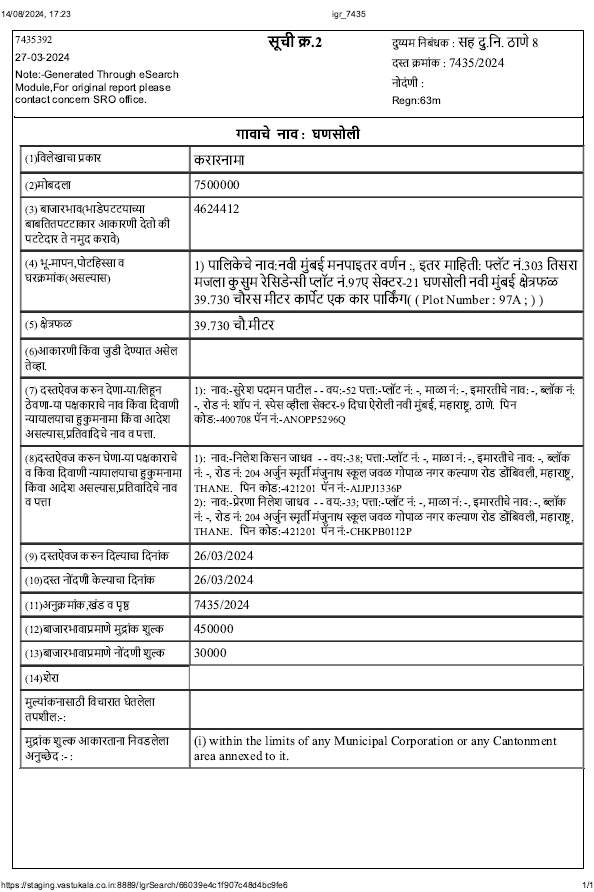 14/08/2024, 17:23 igr_7435
7435392
27-03-2024
Note:-Generated Through eSearch
Module,For original report please
contact concern SRO office.
सूची क्र.2
दुय्यम निबंधक : सह दु.नि. ठाणे 8
दस्त क्रमांक : 7435/2024
नोदंणी :
Regn:63m
गावाचे नाव : घणसोली
(1)विलेखाचा प्रकार करारनामा
(2)मोबदला 7500000
(3) बाजारभाव(भाडेपटटयाच्या
बाबतितपटटाकार आकारणी देतो की
पटटेदार ते नमुद करावे)
4624412
(4) भू-मापन,पोटहिस्सा व
घरक्रमांक(असल्यास)
1) पालिकेचे नाव:नवी मुंबई मनपाइतर वर्णन :, इतर माहिती: फ्लॅट नं.303 तिसरा
मजला कुसुम रेसिडेन्सी प्लॉट नं.97ए सेक्टर-21 घणसोली नवी मुंबई क्षेत्रफळ
39.730 चौरस मीटर कार्पेट एक कार पार्किंग( ( Plot Number : 97A ; ) )
(5) क्षेत्रफळ 39.730 चौ.मीटर
(6)आकारणी किंवा जुडी देण्यात असेल
तेव्हा.
(7) दस्तऐवज करुन देणा-या/लिहून
ठेवणा-या पक्षकाराचे नाव किंवा दिवाणी
न्यायालयाचा हुकुमनामा किंवा आदेश
असल्यास,प्रतिवादिचे नाव व पत्ता.
1): नाव:-सुरेश पदमन पाटील - - वय:-52 पत्ता:-प्लॉट नं: -, माळा नं: -, इमारतीचे नाव: -, ब्लॉक नं:
-, रोड नं: शॉप नं. स्पेस व्हीला सेक्टर-9 दिघा ऐरोली नवी मुंबई, महाराष्ट्र, ठाणे. पिन
कोड:-400708 पॅन नं:-ANOPP5296Q
(8)दस्तऐवज करुन घेणा-या पक्षकाराचे
व किंवा दिवाणी न्यायालयाचा हुकुमनामा
किंवा आदेश असल्यास,प्रतिवादिचे नाव
व पत्ता
1): नाव:-निलेश किसन जाधव - - वय:-38; पत्ता:-प्लॉट नं: -, माळा नं: -, इमारतीचे नाव: -, ब्लॉक
नं: -, रोड नं: 204 अर्जुन स्मृर्ती मंजुनाथ स्कूल जवळ गोपाळ नगर कल्याण रोड डोंबिवली, महाराष्ट्र,
THANE. पिन कोड:-421201 पॅन नं:-AIJPJ1336P
2): नाव:-प्रेरणा निलेश जाधव - - वय:-33; पत्ता:-प्लॉट नं: -, माळा नं: -, इमारतीचे नाव: -, ब्लॉक
नं: -, रोड नं: 204 अर्जुन स्मृर्ती मंजुनाथ स्कूल जवळ गोपाळ नगर कल्याण रोड डोंबिवली, महाराष्ट्र,
THANE. पिन कोड:-421201 पॅन नं:-CHKPB0112P
(9) दस्तऐवज करुन दिल्याचा दिनांक 26/03/2024
(10)दस्त नोंदणी केल्याचा दिनांक 26/03/2024
(11)अनुक्रमांक,खंड व पृष्ठ 7435/2024
(12)बाजारभावाप्रमाणे मुद्रांक शुल्क 450000
(13)बाजारभावाप्रमाणे नोंदणी शुल्क 30000
(14)शेरा
मुल्यांकनासाठी विचारात घेतलेला
तपशील:-:
मुद्रांक शुल्क आकारताना निवडलेला
अनुच्छेद :- :
(i) within the limits of any Municipal Corporation or any Cantonment
area annexed to it.
https://staging.vastukala.co.in:8889/IgrSearch/66039e4c1f907c48d4bc9fe6 1/1